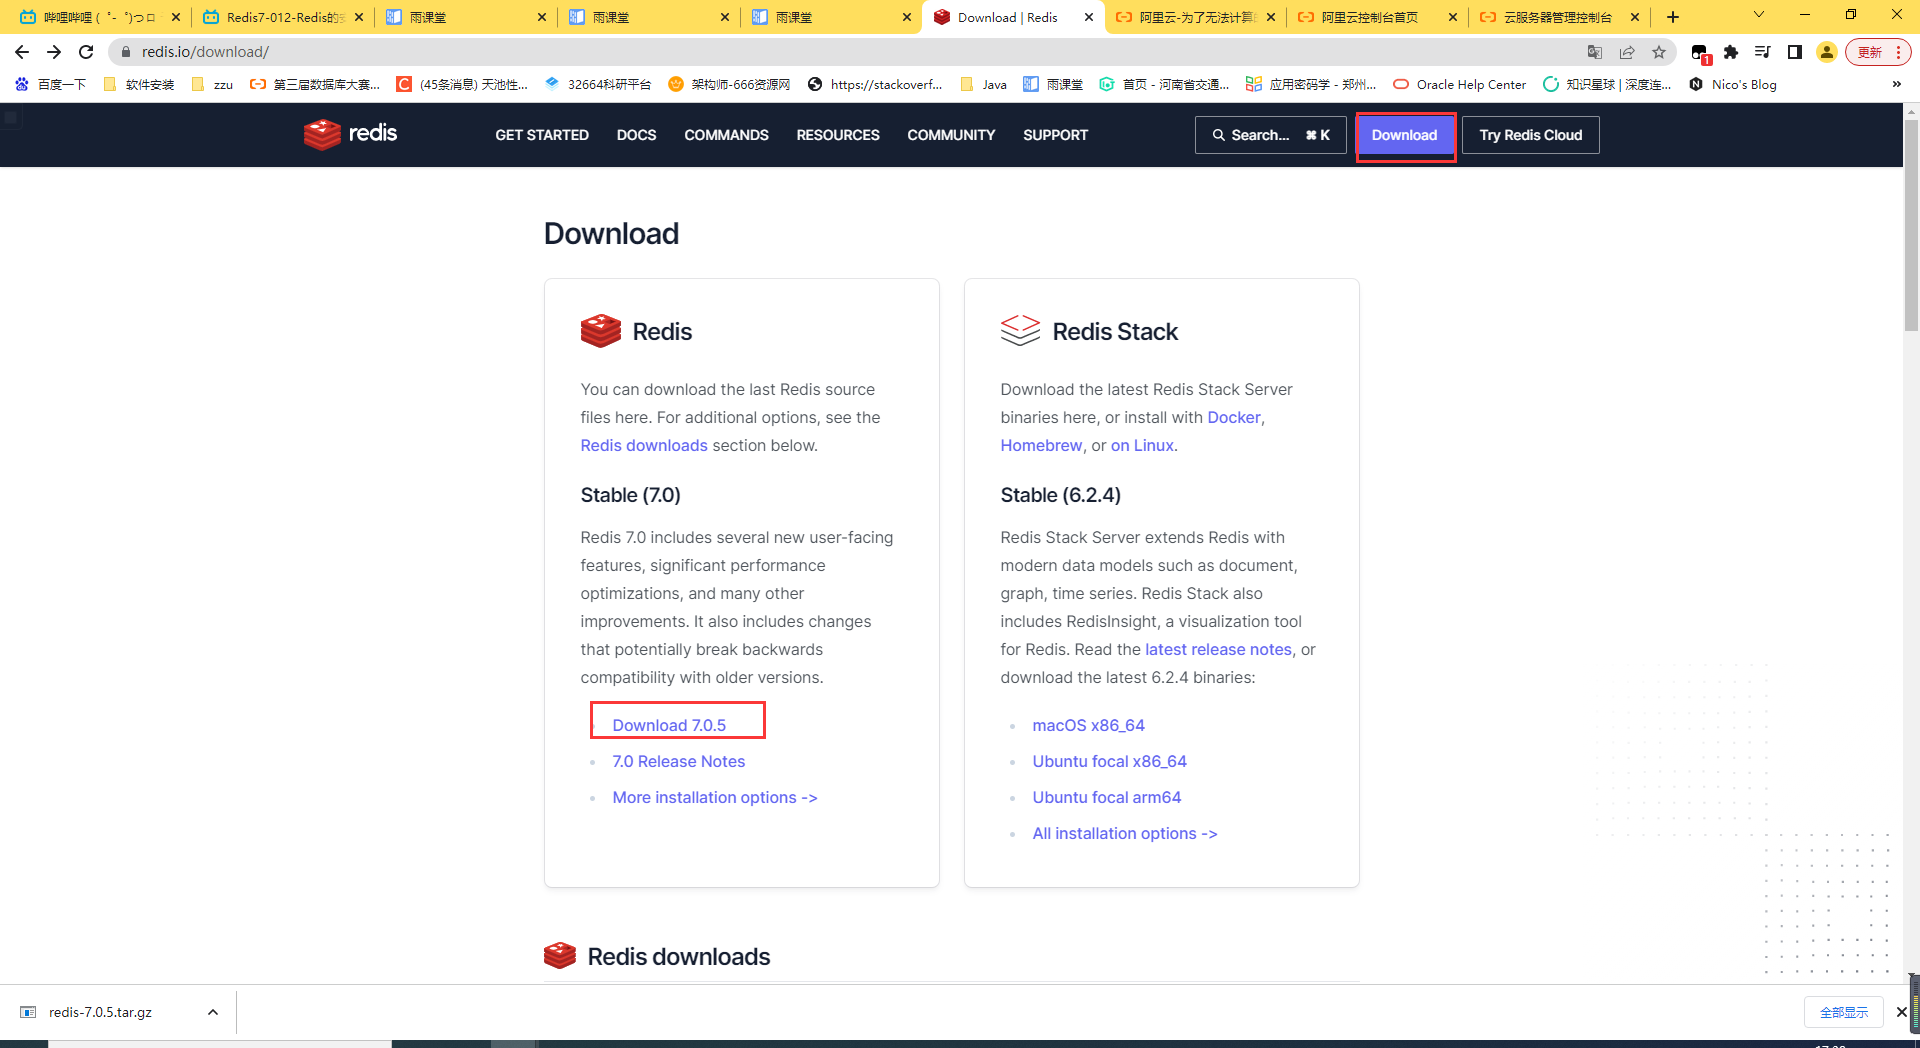 哔哩哔哩 (゜-゜)つロ
Redis7-012-Redis的
雨课堂
雨课堂
雨课堂
Download | Redis
阿里云-为了无法计算
阿里云控制台首页
云服务器管理控制台
redis.io/download/
1
更新
百度一下
软件安装
zzu
第三届数据库大赛...
(45条消息) 天池性...
32664科研平台
架构师-666资源网
https://stackoverf...
Java
雨课堂
首页 - 河南省交通...
应用密码学 - 郑州...
Oracle Help Center
知识星球 | 深度连...
Nico's Blog
»
redis
GET STARTED
DOCS
COMMANDS
RESOURCES
COMMUNITY
SUPPORT
Search... ⌘ K
Download
Try Redis Cloud
Download
Redis
You can download the last Redis source
files here. For additional options, see the
Redis downloads section below.
Stable (7.0)
Redis 7.0 includes several new user-facing
features, significant performance
optimizations, and many other
improvements. It also includes changes
that potentially break backwards
compatibility with older versions.
Download 7.0.5
7.0 Release Notes
More installation options ->
Redis Stack
Download the latest Redis Stack Server
binaries here, or install with Docker,
Homebrew, or on Linux.
Stable (6.2.4)
Redis Stack Server extends Redis with
modern data models such as document,
graph, time series. Redis Stack also
includes RedisInsight, a visualization tool
for Redis. Read the latest release notes, or
download the latest 6.2.4 binaries:
macOS x86_64
Ubuntu focal x86_64
Ubuntu focal arm64
All installation options ->
Redis downloads
redis-7.0.5.tar.gz
全部显示